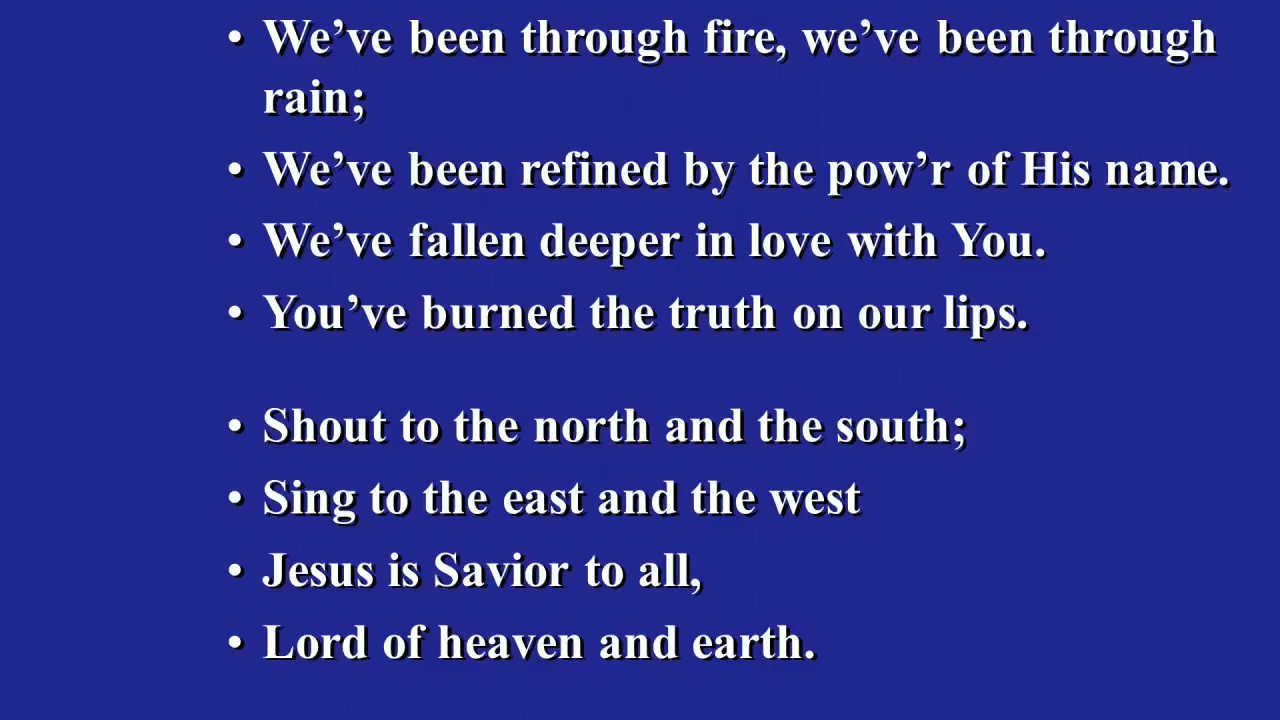 • We’ve been through fire, we’ve been through
rain;
• We’ve been refined by the pow’r of His name.
• We’ve fallen deeper in love with You.
• You’ve burned the truth on our lips.
• Shout to the north and the south;
• Sing to the east and the west
• Jesus is Savior to all,
• Lord of heaven and earth.